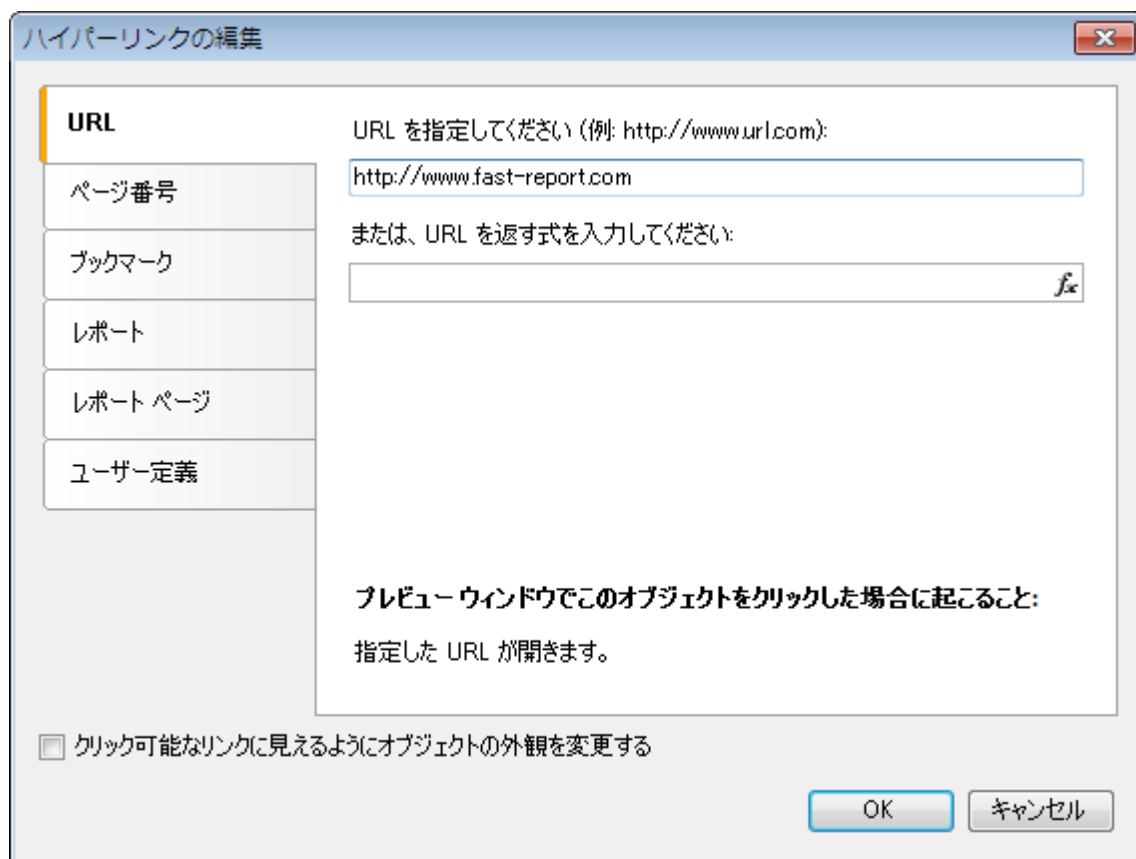 ハイパーリンクの編集
URL
ページ番号
ブックマーク
レポート
レポート ページ
ユーザー定義
URL を指定してください (例: http://www.url.com):
http://www.fast-report.com
または、URL を返す式を入力してください:
fx
プレビュー ウィンドウでこのオブジェクトをクリックした場合に起こること:
指定した URL が開きます。
クリック可能なリンクに見えるようにオブジェクトの外観を変更する
OK
キャンセル